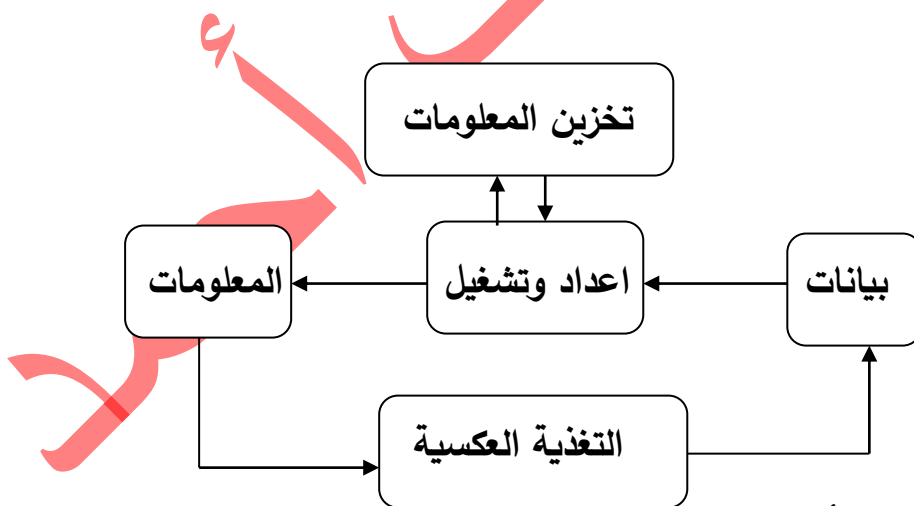 تخزين المعلومات
بيانات
اعداد وتشغيل
المعلومات
التغذية العكسية